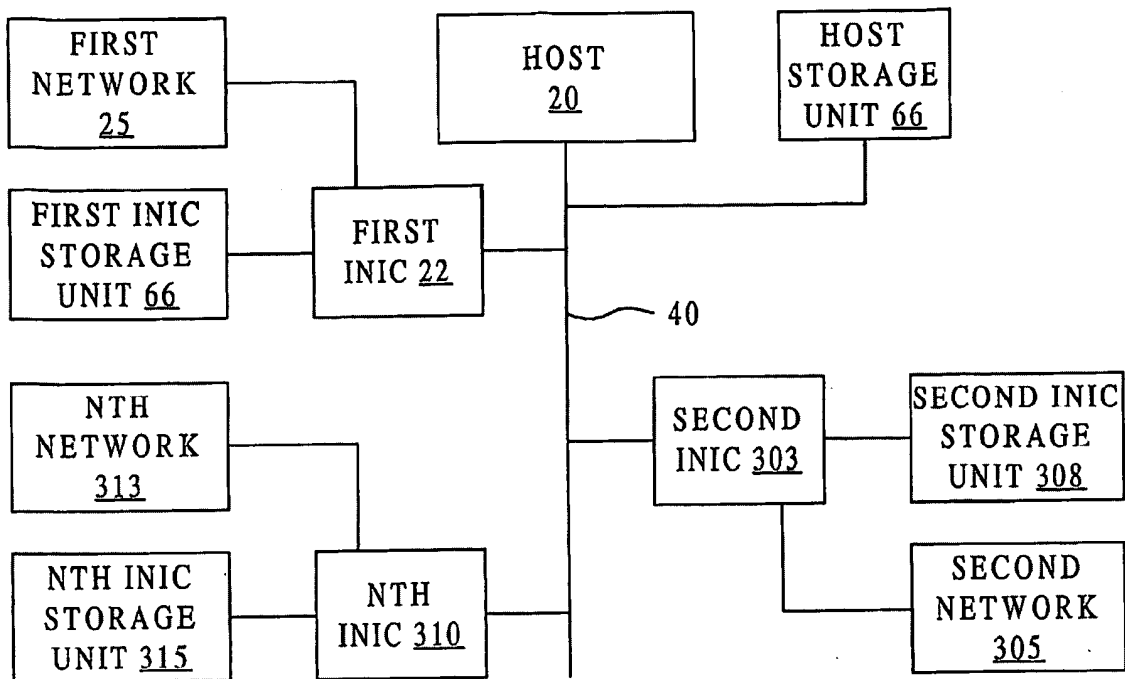 FIRST
NETWORK
25
HOST
20
HOST
STORAGE
UNIT 66
FIRST INIC
STORAGE
UNIT 66
FIRST
INIC 22
40
NTH
NETWORK
313
SECOND
INIC 303
SECOND INIC
STORAGE
UNIT 308
NTH INIC
STORAGE
UNIT 315
NTH
INIC 310
SECOND
NETWORK
305